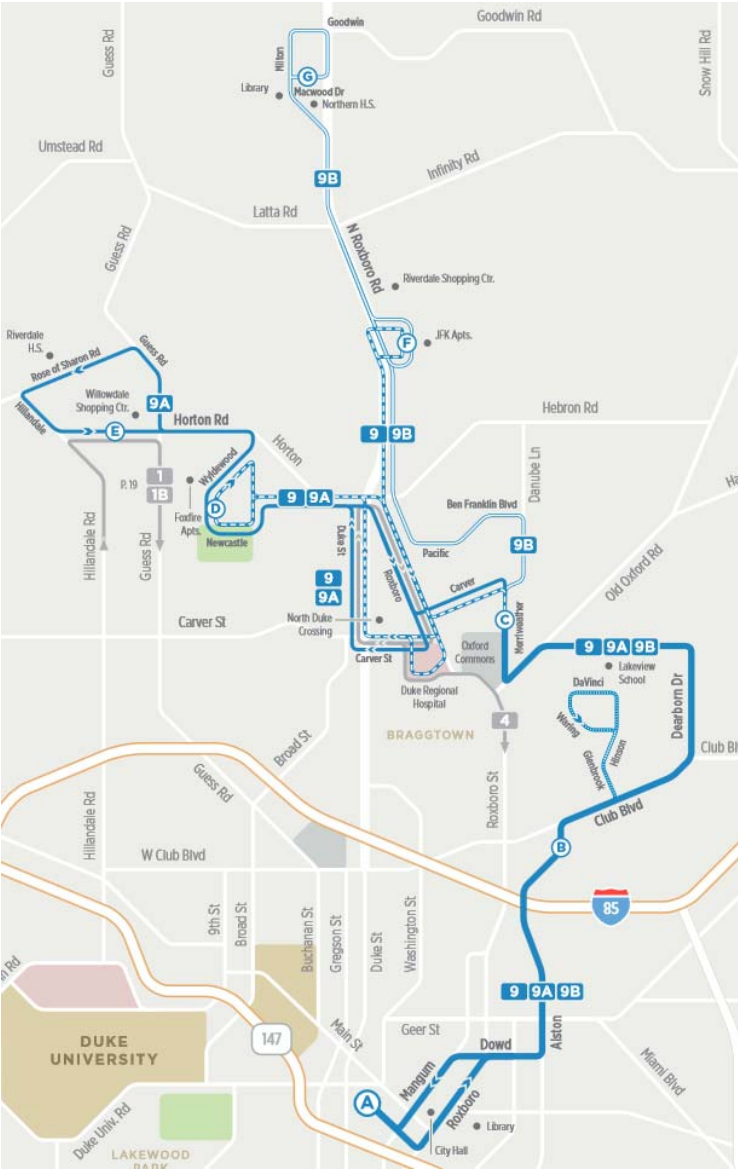 Goodwin Rd
Goodwin
Guess Rd
Snow Hill Rd
Milton
G
Library
Macwood Dr
Northern H.S.
Umstead Rd
9B
Infinity Rd
Latta Rd
Guess Rd
N Roxboro Rd
Riverdale Shopping Ctr.
Riverdale
H.S.
F
JFK Apts.
Guess Rd
Rose of Sharon Rd
Willowdale
Shopping Ctr.
9A
Hillandale
E
Horton Rd
Hebron Rd
9 9B
Horton
Wyldewood
Danube Ln
P. 19
1
1B
9 9A
D
Foxfire
Apts.
Newcastle
Ben Franklin Blvd
Hillandale Rd
Guess Rd
Duke St
Pacific
9B
Old Oxford Rd
9
9A
Roxboro
Carver
Carver St
North Duke
Crossing
C
Merriweather
Carver St
Oxford
Commons
9 9A 9B
Lakeview
School
Duke Regional
Hospital
DaVinci
Dearborn Dr
Waring
4
BRAGGTOWN
Broad St
Hinson
Glenbrook
Club Bl
Guess Rd
Roxboro St
Club Blvd
Hillandale Rd
W Club Blvd
B
85
9th St
Broad St
Buchanan St
Gregson St
Duke St
Washington St
n Rd
9 9A 9B
147
Main St
Geer St
Alston
DUKE
UNIVERSITY
Dowd
Miami Blvd
Mangum
A
Roxboro
Library
City Hall
Duke Univ. Rd
LAKEWOOD
PARK